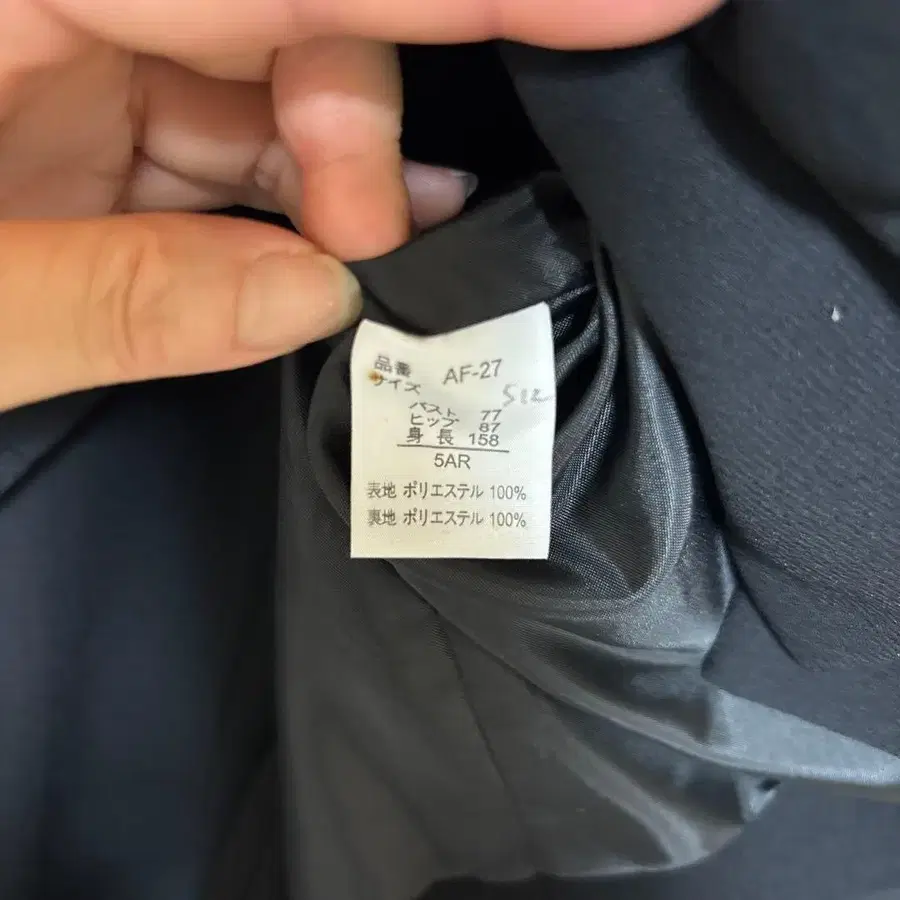 品番 AF-27
サイズ
バスト 77
ヒップ 87
身長 158
5AR
表地 ポリエステル 100%
裏地 ポリエステル 100%